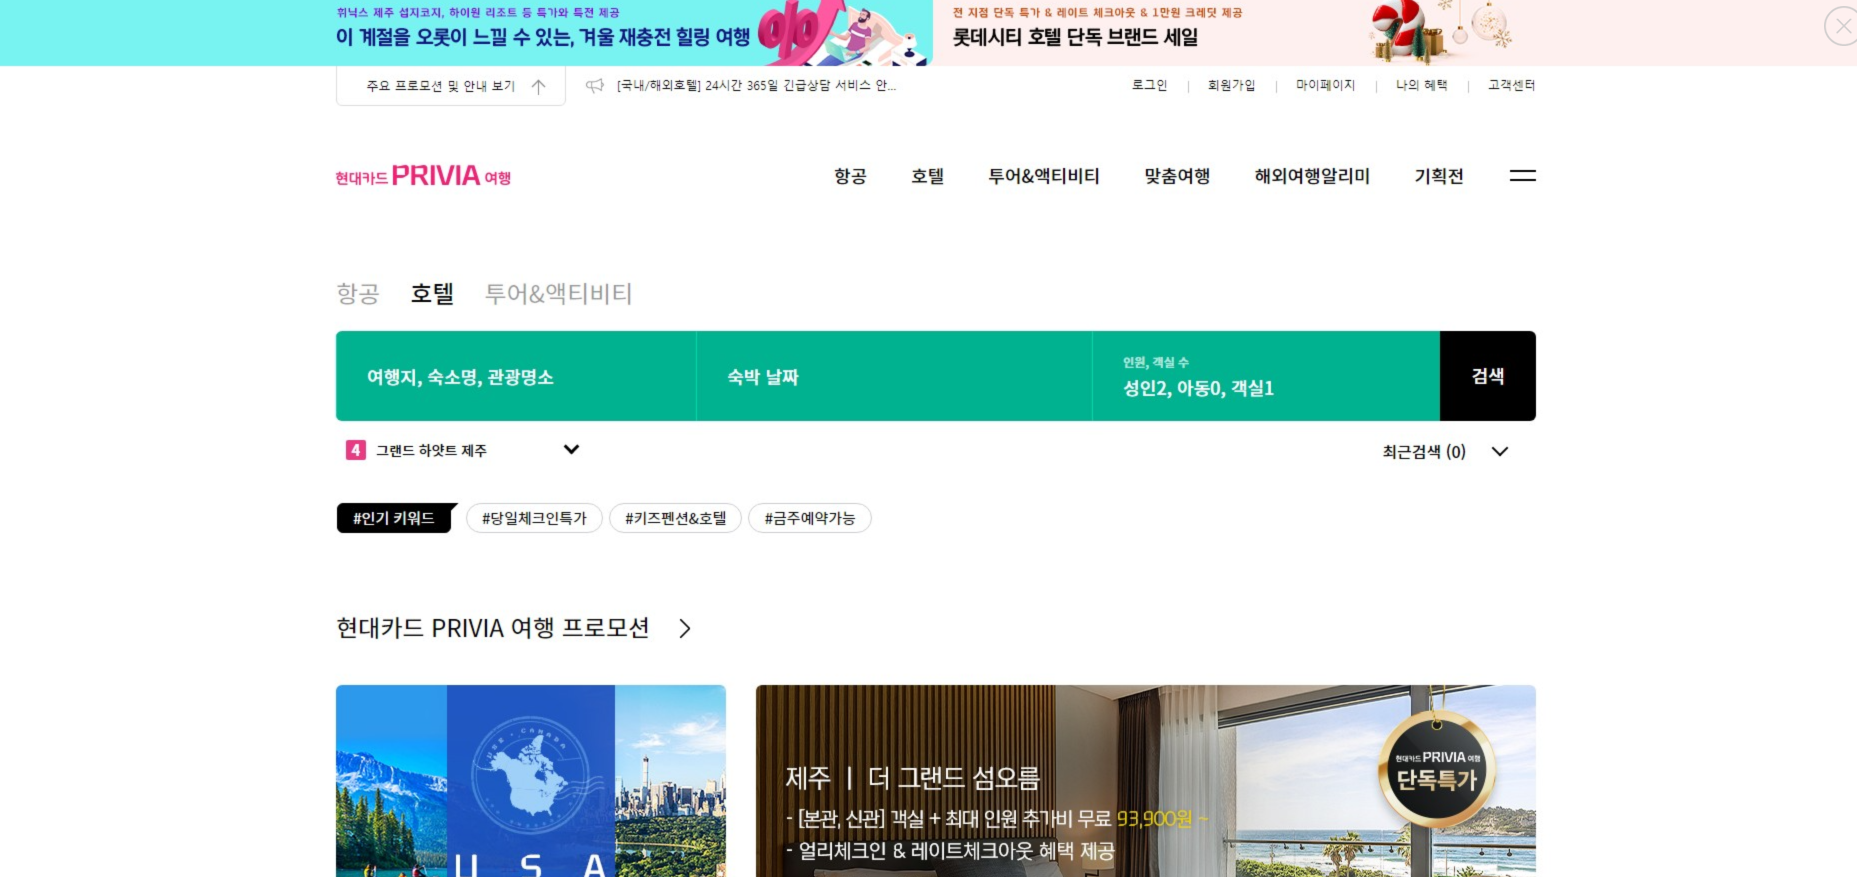 휘닉스 제주 섭지코지, 하이원 리조트 등 특가와 특전 제공
이 계절을 오롯이 느낄 수 있는, 겨울 재충전 힐링 여행
전 지점 단독 특가 & 레이트 체크아웃 & 1만원 크레딧 제공
롯데시티 호텔 단독 브랜드 세일
주요 프로모션 및 안내 보기
[국내/해외호텔] 24시간 365일 긴급상담 서비스 안...
로그인 | 회원가입 | 마이페이지 | 나의 혜택 | 고객센터
현대카드 PRIVIA 여행
항공 호텔 투어&액티비티 맞춤여행 해외여행알리미 기획전
항공 호텔 투어&액티비티
여행지, 숙소명, 관광명소
숙박 날짜
인원, 객실 수
성인2, 아동0, 객실1
검색
4 그랜드 하얏트 제주
최근검색 (0)
#인기 키워드 #당일체크인특가 #키즈펜션&호텔 #금주예약가능
현대카드 PRIVIA 여행 프로모션
CANADA
U S A
제주 | 더 그랜드 섬오름
- [본관, 신관] 객실 + 최대 인원 추가비 무료 93,900원 ~
- 얼리체크인 & 레이트체크아웃 혜택 제공
현대카드 PRIVIA 여행
단독특가